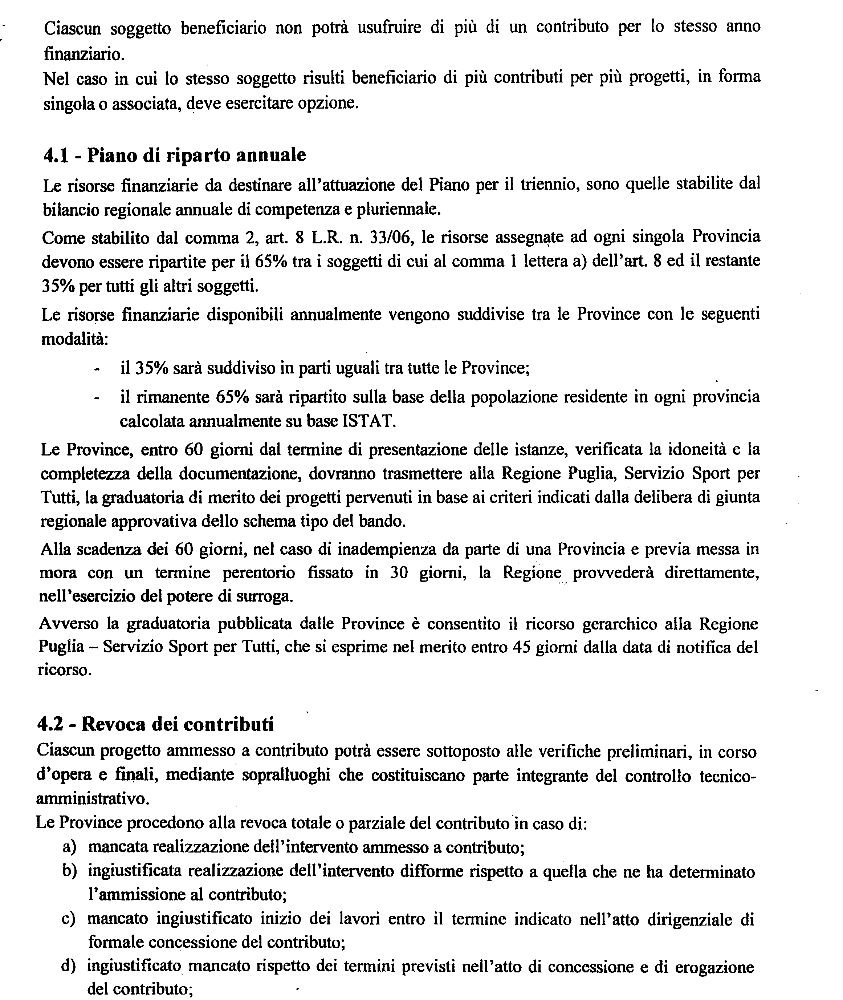 Ciascun soggetto beneficiario non potrà usufruire di più di un contributo per lo stesso anno
finanziario.
Nel caso in cui lo stesso soggetto risulti beneficiario di più contributi per più progetti, in forma
singola o associata, deve esercitare opzione.
4.1 - Piano di riparto annuale
Le risorse finanziarie da destinare all'attuazione del Piano per il triennio, sono quelle stabilite dal
bilancio regionale annuale di competenza e pluriennale.
Come stabilito dal comma 2, art. 8 L.R. n. 33/06, le risorse assegnate ad ogni singola Provincia
devono essere ripartite per il 65% tra i soggetti di cui al comma 1 lettera a) dell'art. 8 ed il restante
35% per tutti gli altri soggetti.
Le risorse finanziarie disponibili annualmente vengono suddivise tra le Province con le seguenti
modalità:
- il 35% sarà suddiviso in parti uguali tra tutte le Province;
- il rimanente 65% sarà ripartito sulla base della popolazione residente in ogni provincia
calcolata annualmente su base ISTAT.
Le Province, entro 60 giorni dal termine di presentazione delle istanze, verificata la idoneità e la
completezza della documentazione, dovranno trasmettere alla Regione Puglia, Servizio Sport per
Tutti, la graduatoria di merito dei progetti pervenuti in base ai criteri indicati dalla delibera di giunta
regionale approvativa dello schema tipo del bando.
Alla scadenza dei 60 giorni, nel caso di inadempienza da parte di una Provincia e previa messa in
mora con un termine perentorio fissato in 30 giorni, la Regione provvederà direttamente,
nell'esercizio del potere di surroga.
Avverso la graduatoria pubblicata dalle Province è consentito il ricorso gerarchico alla Regione
Puglia – Servizio Sport per Tutti, che si esprime nel merito entro 45 giorni dalla data di notifica del
ricorso.
4.2 - Revoca dei contributi
Ciascun progetto ammesso a contributo potrà essere sottoposto alle verifiche preliminari, in corso
d'opera e finali, mediante sopralluoghi che costituiscano parte integrante del controllo tecnico-
amministrativo.
Le Province procedono alla revoca totale o parziale del contributo in caso di:
a) mancata realizzazione dell'intervento ammesso a contributo;
b) ingiustificata realizzazione dell'intervento difforme rispetto a quella che ne ha determinato
l'ammissione al contributo;
c) mancato ingiustificato inizio dei lavori entro il termine indicato nell'atto dirigenziale di
formale concessione del contributo;
d) ingiustificato mancato rispetto dei termini previsti nell'atto di concessione e di erogazione
del contributo;